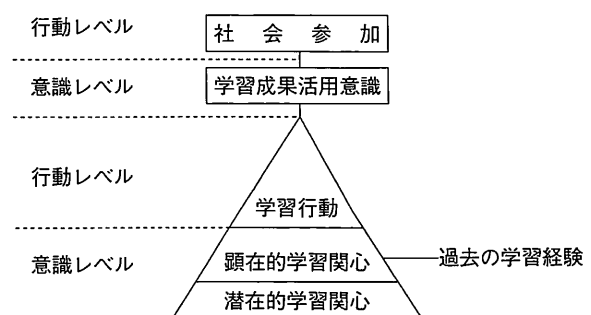 行動レベル
社会参加
意識レベル
学習成果活用意識
行動レベル
学習行動
意識レベル
顕在的学習関心
過去の学習経験
潜在的学習関心